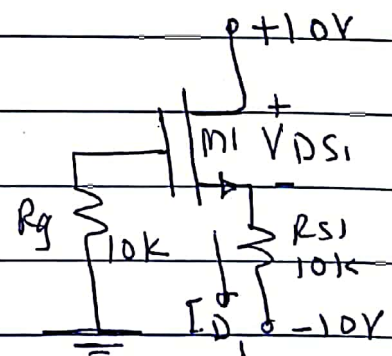 +10V
+
M1 VDS1
-
Rg
10K
RS1
10K
ID
-10V